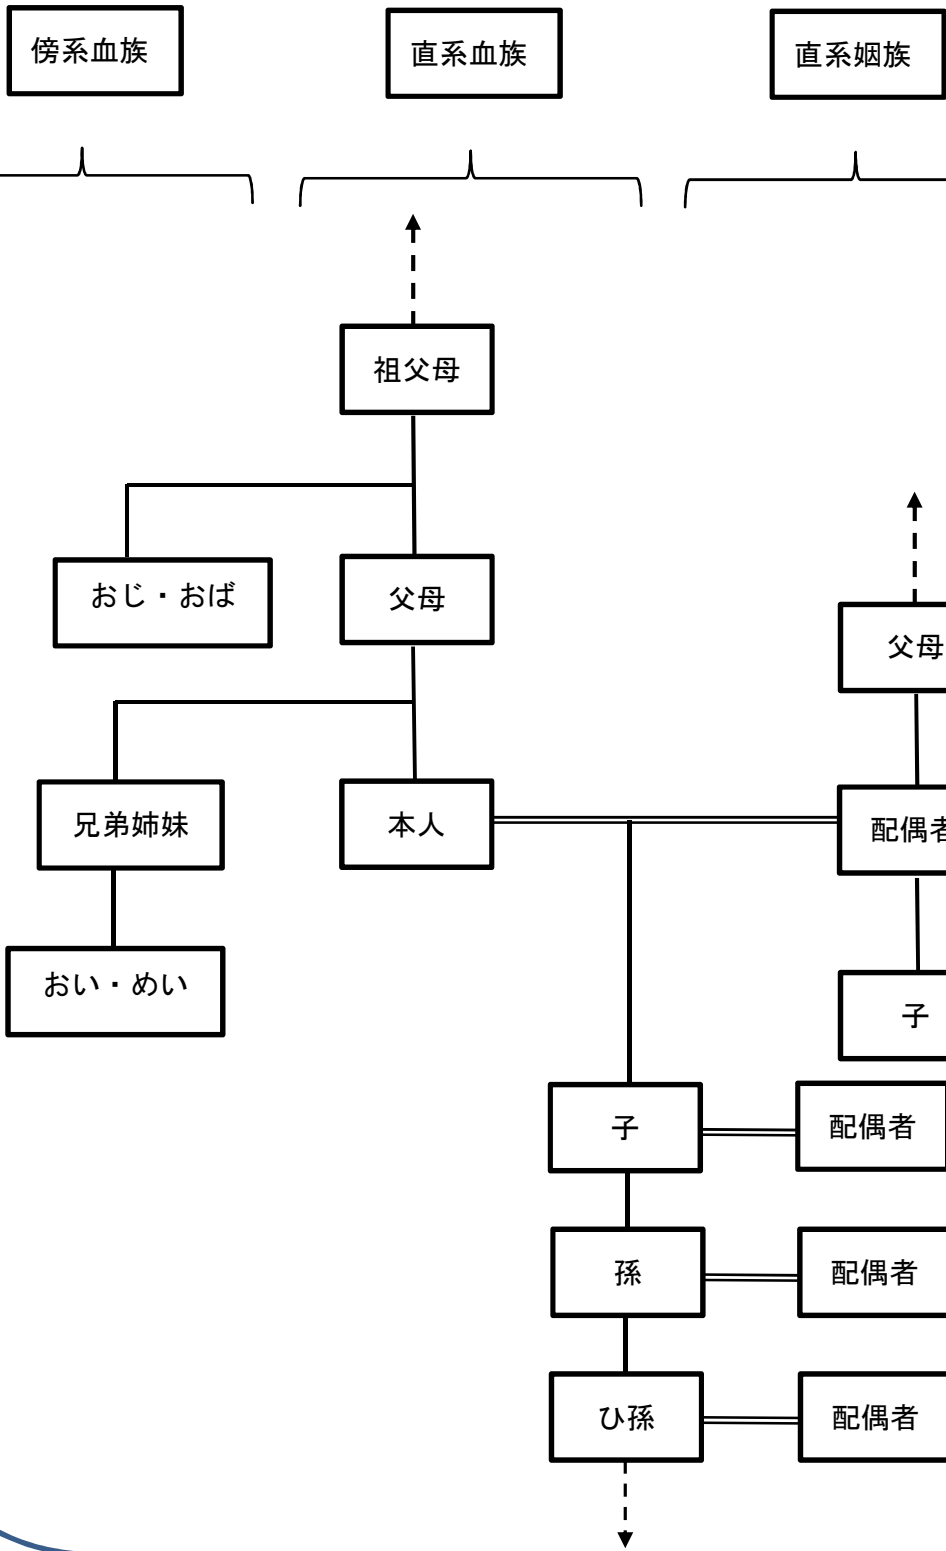 傍系血族
直系血族
直系姻族
祖父母
おじ・おば
父母
父母
兄弟姉妹
本人
配偶者
おい・めい
子
子
配偶者
孫
配偶者
ひ孫
配偶者